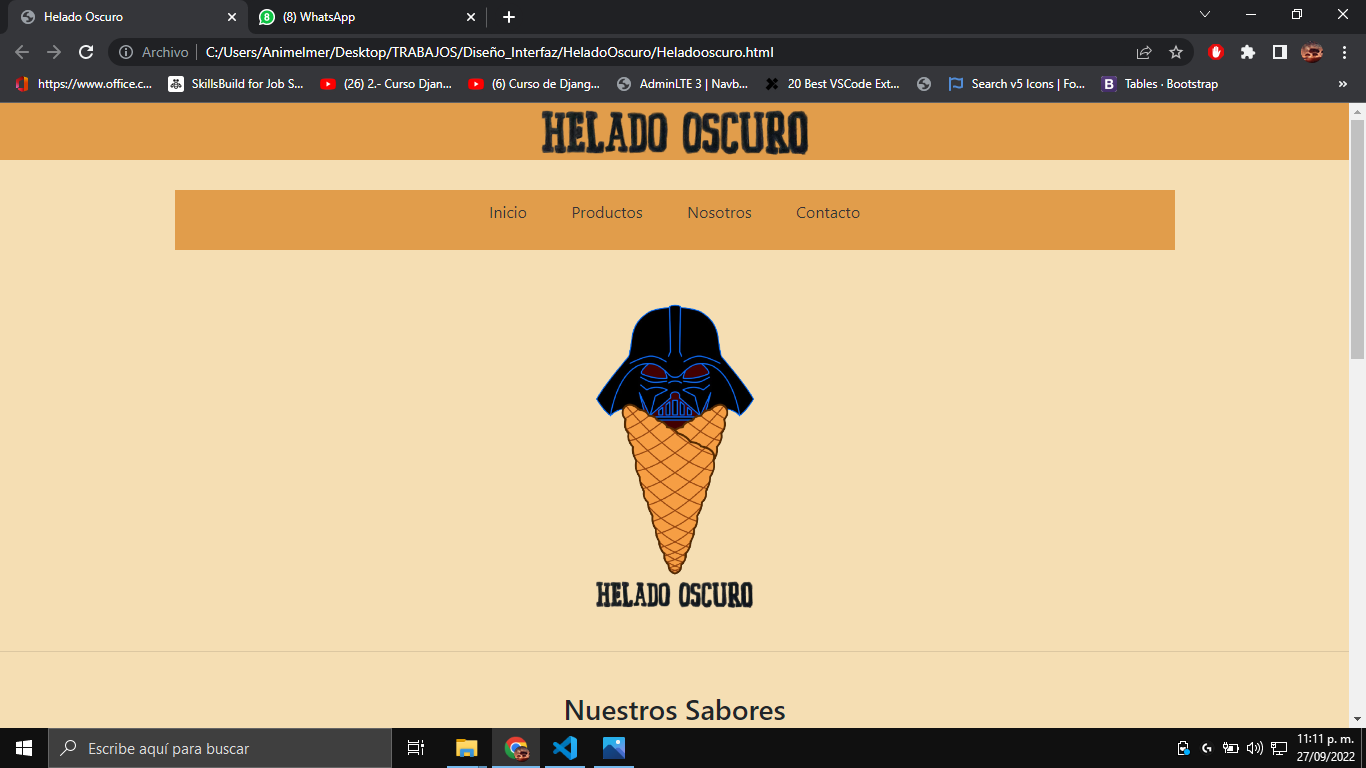 Helado Oscuro
8
(8) WhatsApp
Archivo
C:/Users/Animelmer/Desktop/TRABAJOS/Diseño_Interfaz/HeladoOscuro/Heladooscuro.html
https://www.office.c...
SkillsBuild for Job S...
(26) 2.- Curso Djan...
(6) Curso de Djang...
AdminLTE 3 | Navb...
20 Best VSCode Ext...
Search v5 Icons | Fo...
B
Tables · Bootstrap
»
HELADO OSCURO
Inicio
Productos
Nosotros
Contacto
HELADO OSCURO
Nuestros Sabores
Escribe aquí para buscar
11:11 p. m.
27/09/2022